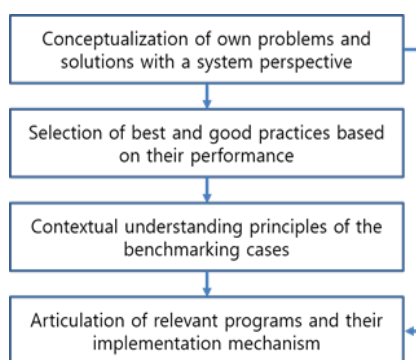 Conceptualization of own problems and
solutions with a system perspective
Selection of best and good practices based
on their performance
Contextual understanding principles of the
benchmarking cases
Articulation of relevant programs and their
implementation mechanism